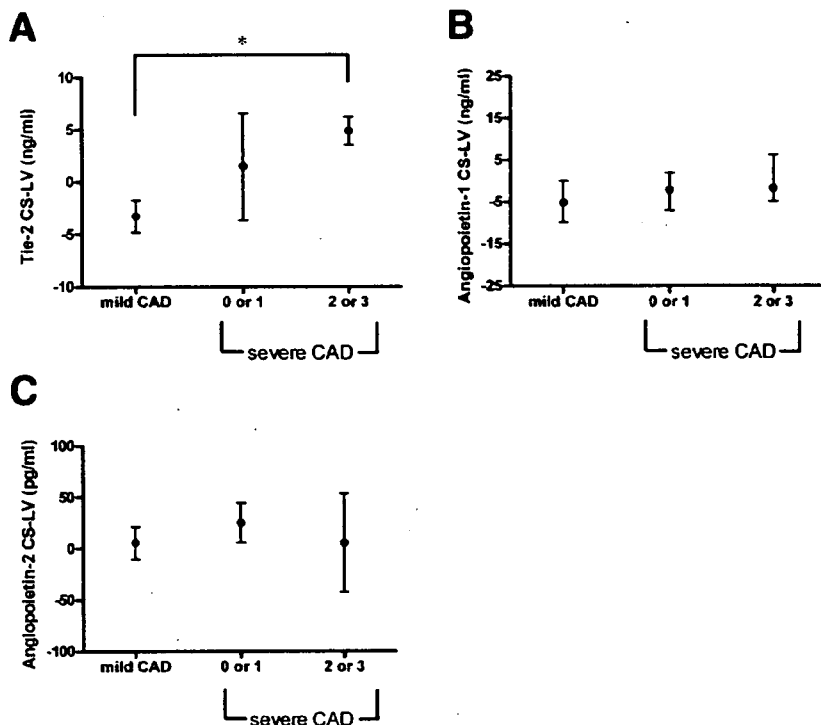 A
*
Tie-2 CS-LV (ng/ml)
10
5
0
-5
-10
mild CAD
0 or 1
2 or 3
severe CAD
B
Angiopoietin-1 CS-LV (ng/ml)
25
15
5
-5
-15
-25
mild CAD
0 or 1
2 or 3
severe CAD
C
Angiopoietin-2 CS-LV (pg/ml)
100
50
0
-50
-100
mild CAD
0 or 1
2 or 3
severe CAD